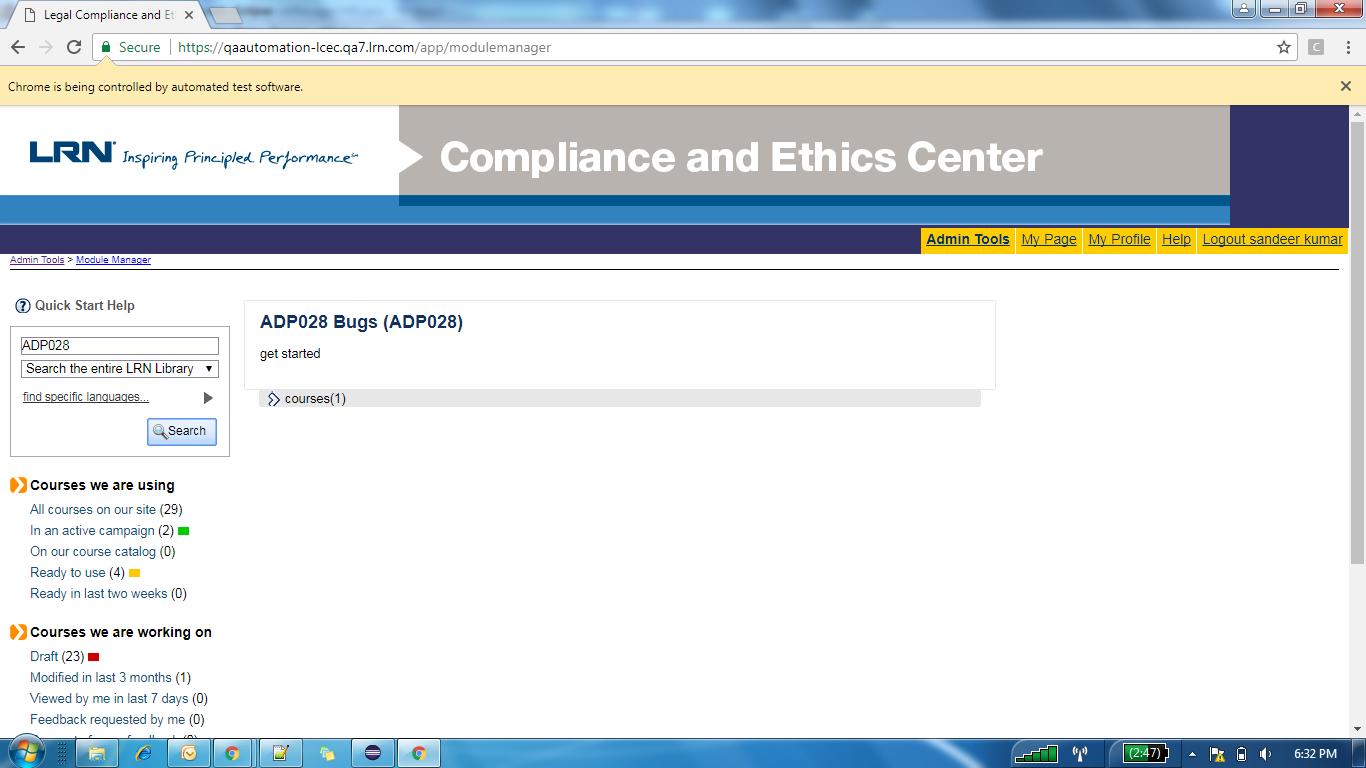 Legal Compliance and Et
Secure https://qaautomation-lcec.qa7.lrn.com/app/modulemanager
C
Chrome is being controlled by automated test software.
LRN Inspiring Principled Performance℠
Compliance and Ethics Center
Admin Tools My Page My Profile Help Logout sandeer kumar
Admin Tools > Module Manager
? Quick Start Help
ADP028
Search the entire LRN Library
find specific languages...
Search
ADP028 Bugs (ADP028)
get started
courses(1)
Courses we are using
All courses on our site (29)
In an active campaign (2)
On our course catalog (0)
Ready to use (4)
Ready in last two weeks (0)
Courses we are working on
Draft (23)
Modified in last 3 months (1)
Viewed by me in last 7 days (0)
Feedback requested by me (0)
(2:47)
6:32 PM